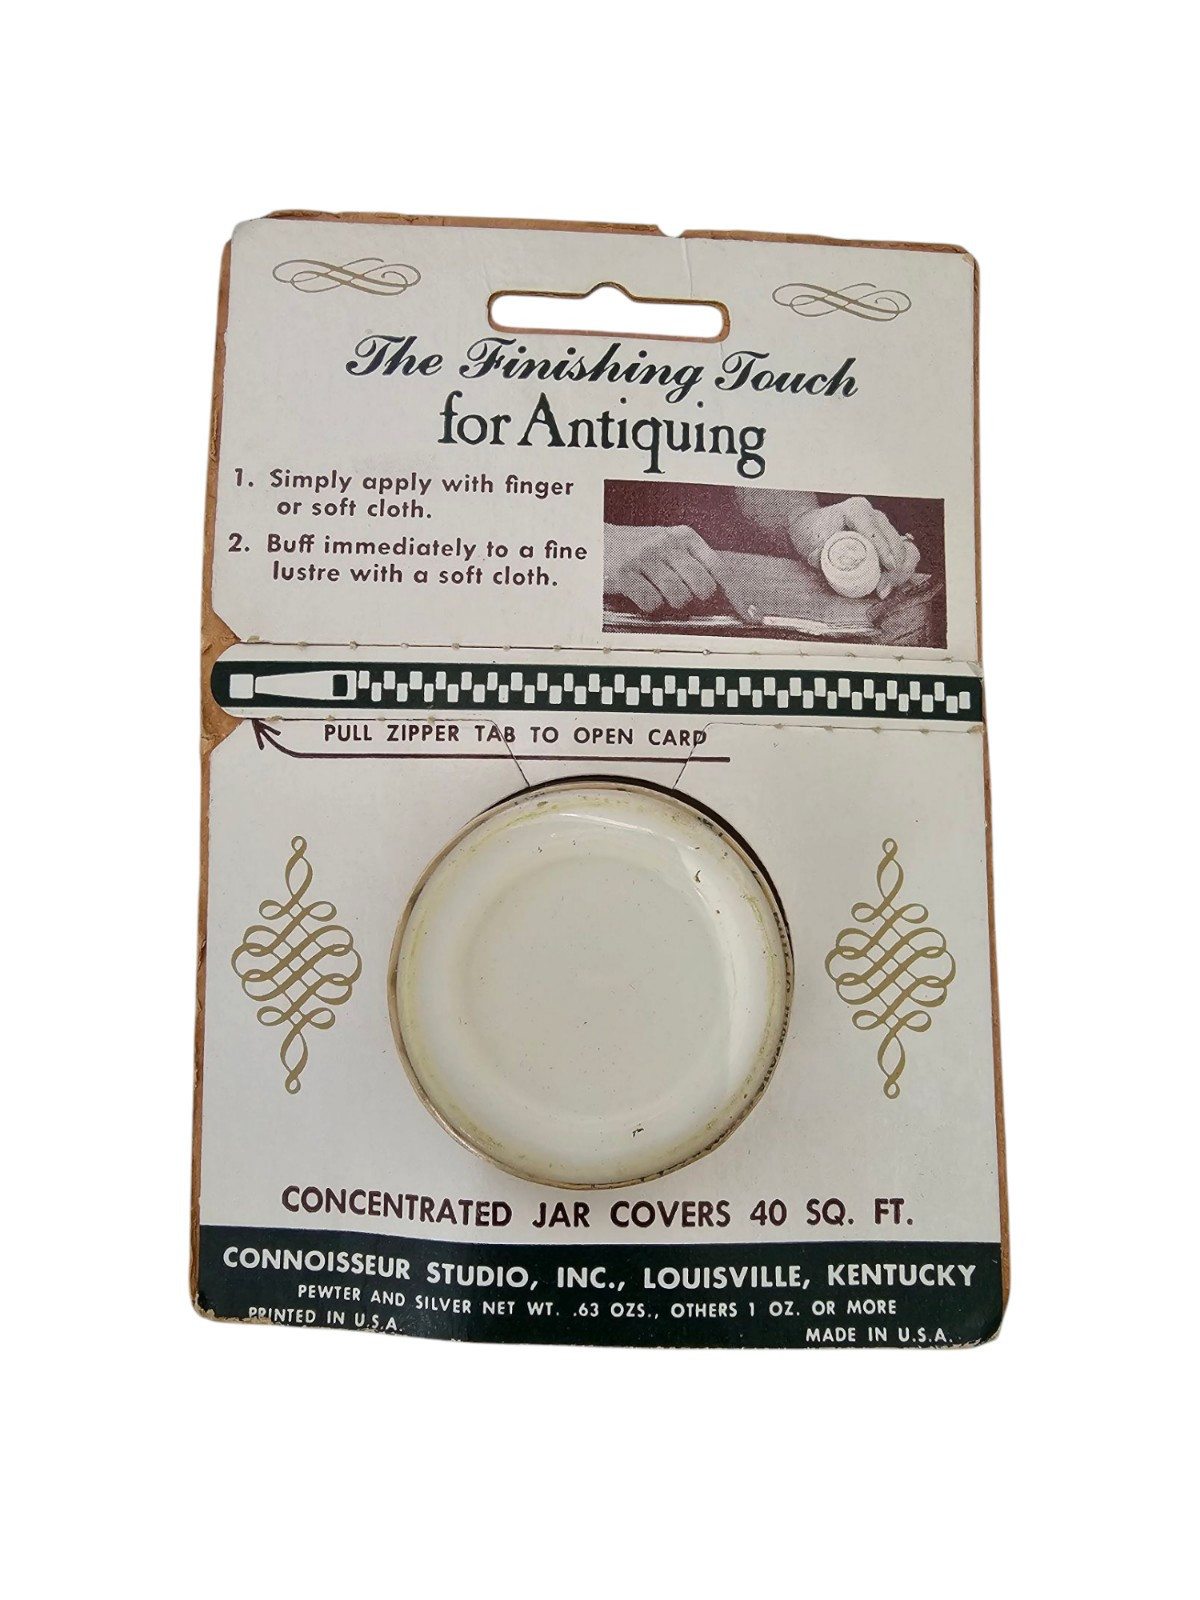 The Finishing Touch
for Antiquing
1. Simply apply with finger
or soft cloth.
2. Buff immediately to a fine
lustre with a soft cloth.
PULL ZIPPER TAB TO OPEN CARD
CONCENTRATED JAR COVERS 40 SQ. FT.
CONNOISSEUR STUDIO, INC., LOUISVILLE, KENTUCKY
PEWTER AND SILVER NET WT. .63 OZS., OTHERS 1 OZ. OR MORE
PRINTED IN U.S.A.
MADE IN U.S.A.